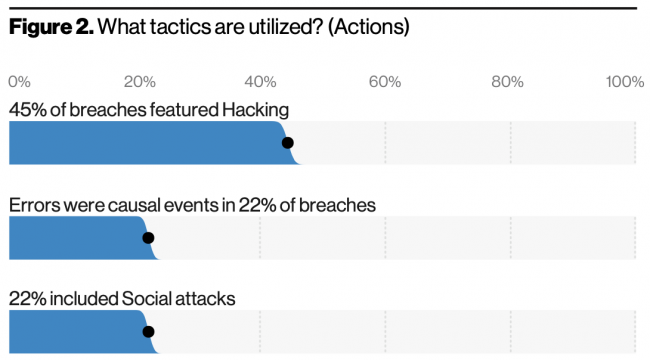 Figure 2. What tactics are utilized? (Actions)
0% 20% 40% 60% 80% 100%
45% of breaches featured Hacking
Errors were causal events in 22% of breaches
22% included Social attacks